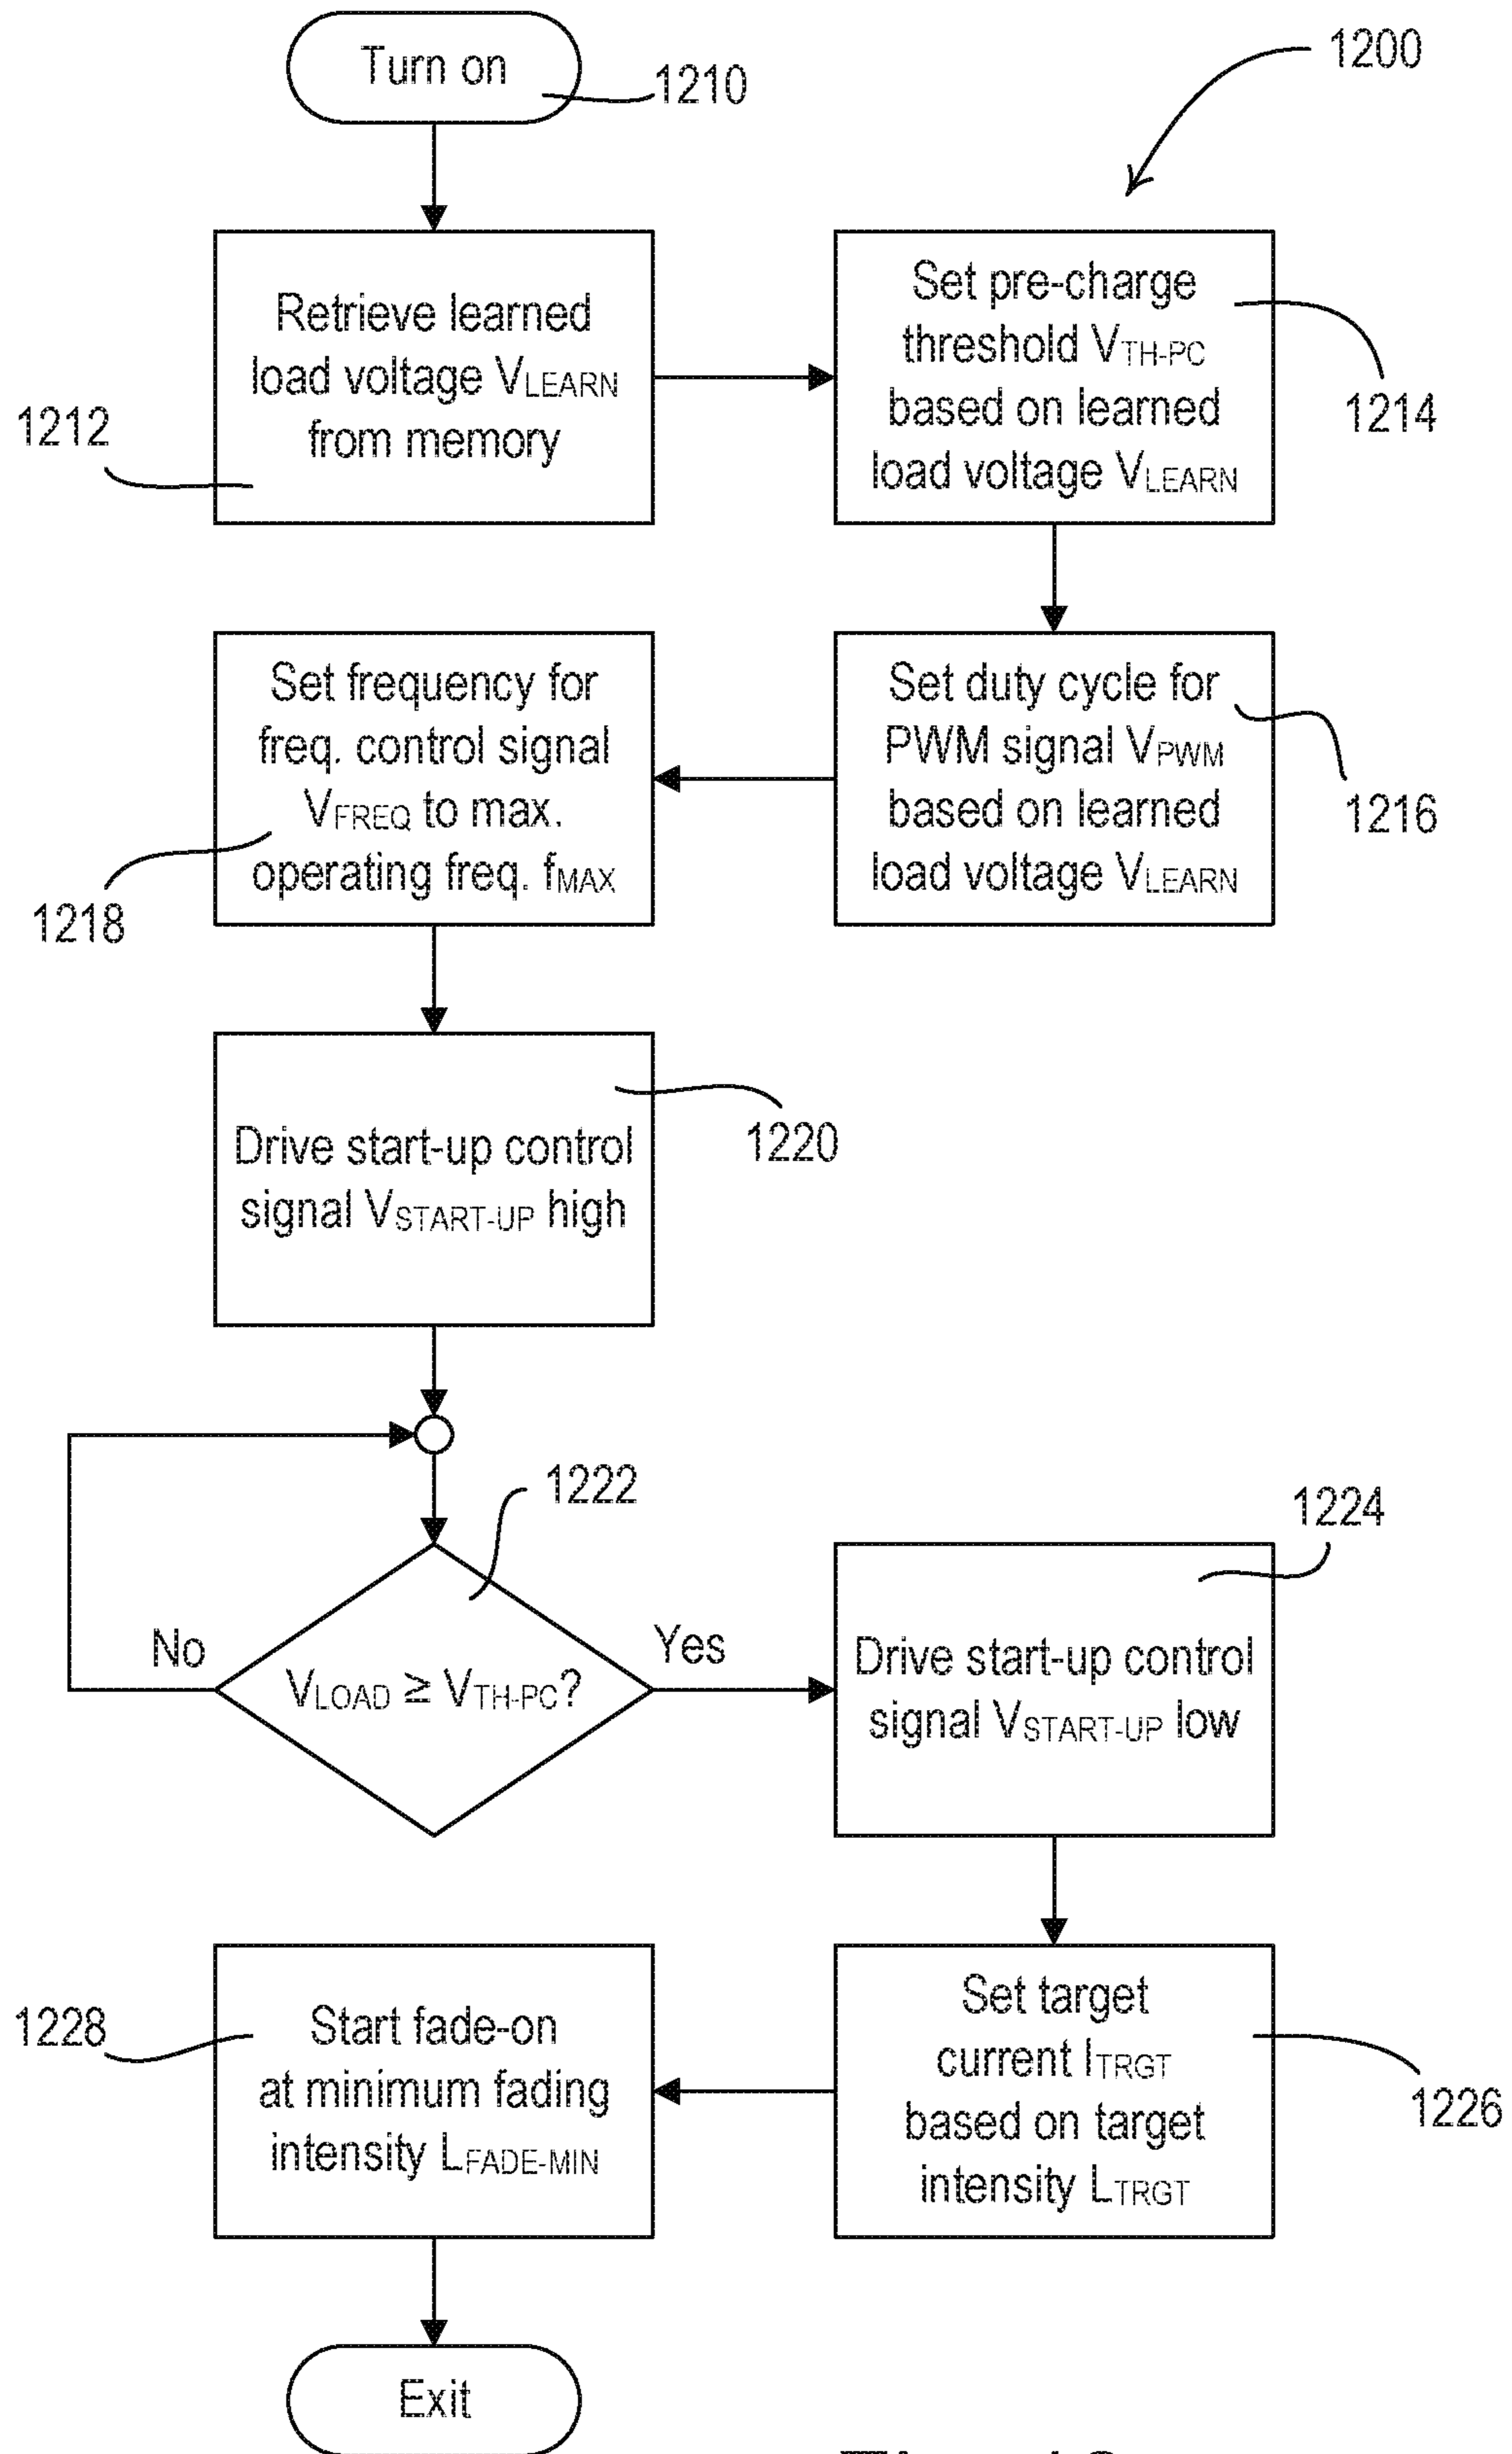 Turn on
1210
1200
Retrieve learned
load voltage VLEARN
from memory
1212
Set pre-charge
threshold VTH-PC
based on learned
load voltage VLEARN
1214
Set duty cycle for
PWM signal VPWM
based on learned
load voltage VLEARN
1216
Set frequency for
freq. control signal
VFREQ to max.
operating freq. fMAX
1218
Drive start-up control
signal VSTART-UP high
1220
1222
VLOAD ≥ VTH-PC?
No
Yes
1224
Drive start-up control
signal VSTART-UP low
Set target
current ITRGT
based on target
intensity LTRGT
1226
Start fade-on
at minimum fading
intensity LFADE-MIN
1228
Exit